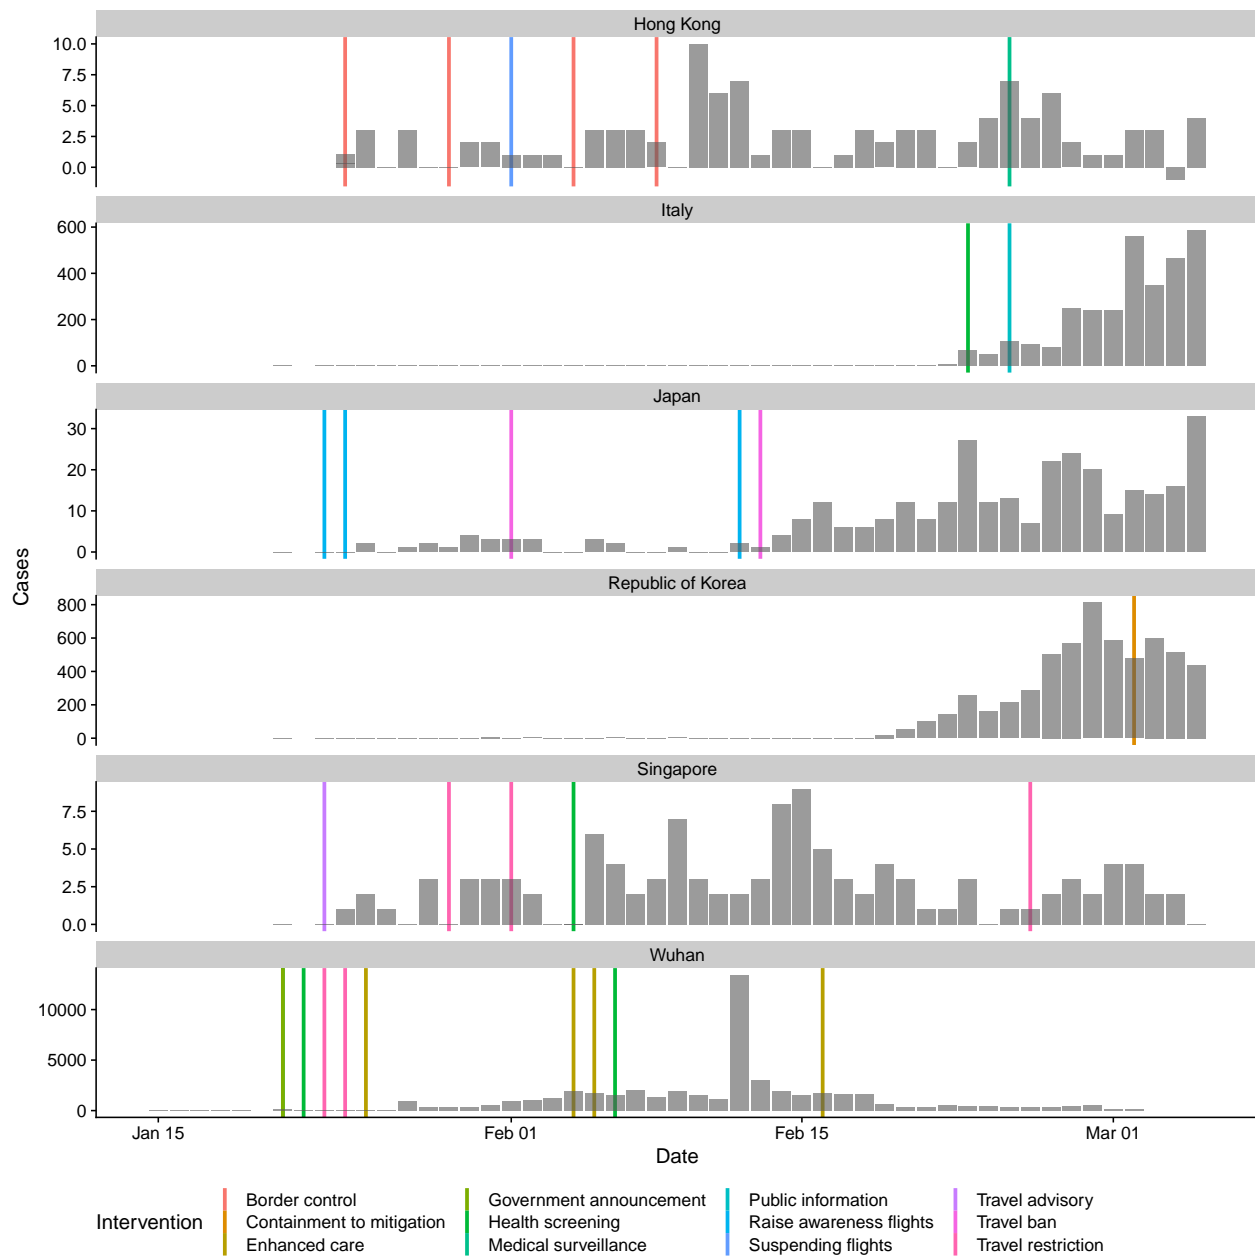 Hong Kong
10.0
7.5
5.0
2.5
0.0
Italy
600
400
200
0
Japan
30
20
10
0
Cases
Republic of Korea
800
600
400
200
0
Singapore
7.5
5.0
2.5
0.0
Wuhan
10000
5000
0
Jan 15 Feb 01 Feb 15 Mar 01
Date
Intervention
Border control Government announcement Public information Travel advisory
Containment to mitigation Health screening Raise awareness flights Travel ban
Enhanced care Medical surveillance Suspending flights Travel restriction